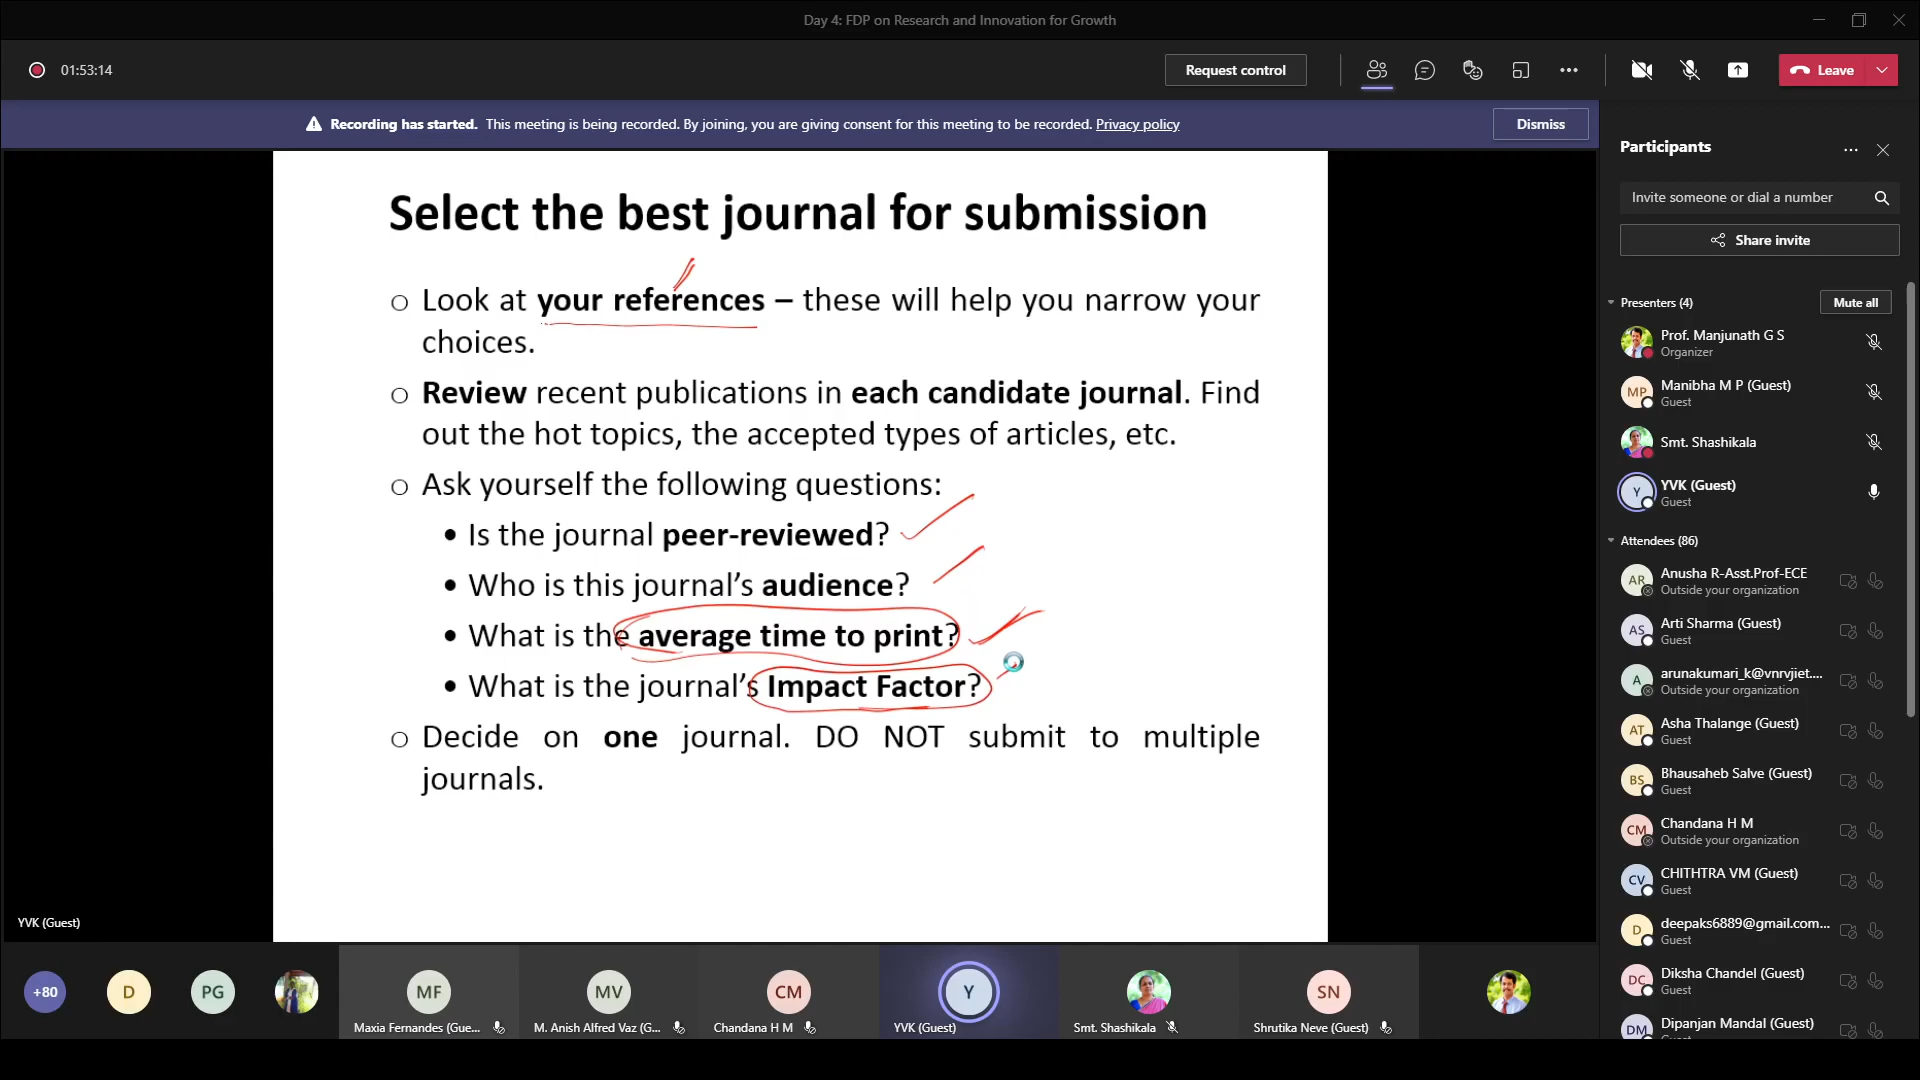 Day 4: FDP on Research and Innovation for Growth
01:53:14
Request control
Leave
Recording has started. This meeting is being recorded. By joining, you are giving consent for this meeting to be recorded. Privacy policy
Dismiss
Select the best journal for submission
o Look at your references – these will help you narrow your
choices.
o Review recent publications in each candidate journal. Find
out the hot topics, the accepted types of articles, etc.
o Ask yourself the following questions:
• Is the journal peer-reviewed?
• Who is this journal’s audience?
• What is the average time to print?
• What is the journal’s Impact Factor?
o Decide on one journal. DO NOT submit to multiple
journals.
YVK (Guest)
Participants
Invite someone or dial a number
Share invite
Presenters (4)
Mute all
Prof. Manjunath G S
Organizer
MP
Manibha M P (Guest)
Guest
Smt. Shashikala
Y
YVK (Guest)
Guest
Attendees (86)
AR
Anusha R-Asst.Prof-ECE
Outside your organization
AS
Arti Sharma (Guest)
Guest
A
arunakumari_k@vnrvjiet....
Outside your organization
AT
Asha Thalange (Guest)
Guest
BS
Bhausaheb Salve (Guest)
Guest
CM
Chandana H M
Outside your organization
CV
CHITHTRA VM (Guest)
Guest
D
deepaks6889@gmail.com...
Guest
DC
Diksha Chandel (Guest)
Guest
DM
Dipanjan Mandal (Guest)
Guest
+80
D
PG
MF
Maxia Fernandes (Gue...
MV
M. Anish Alfred Vaz (G...
CM
Chandana H M
Y
YVK (Guest)
Smt. Shashikala
SN
Shrutika Neve (Guest)